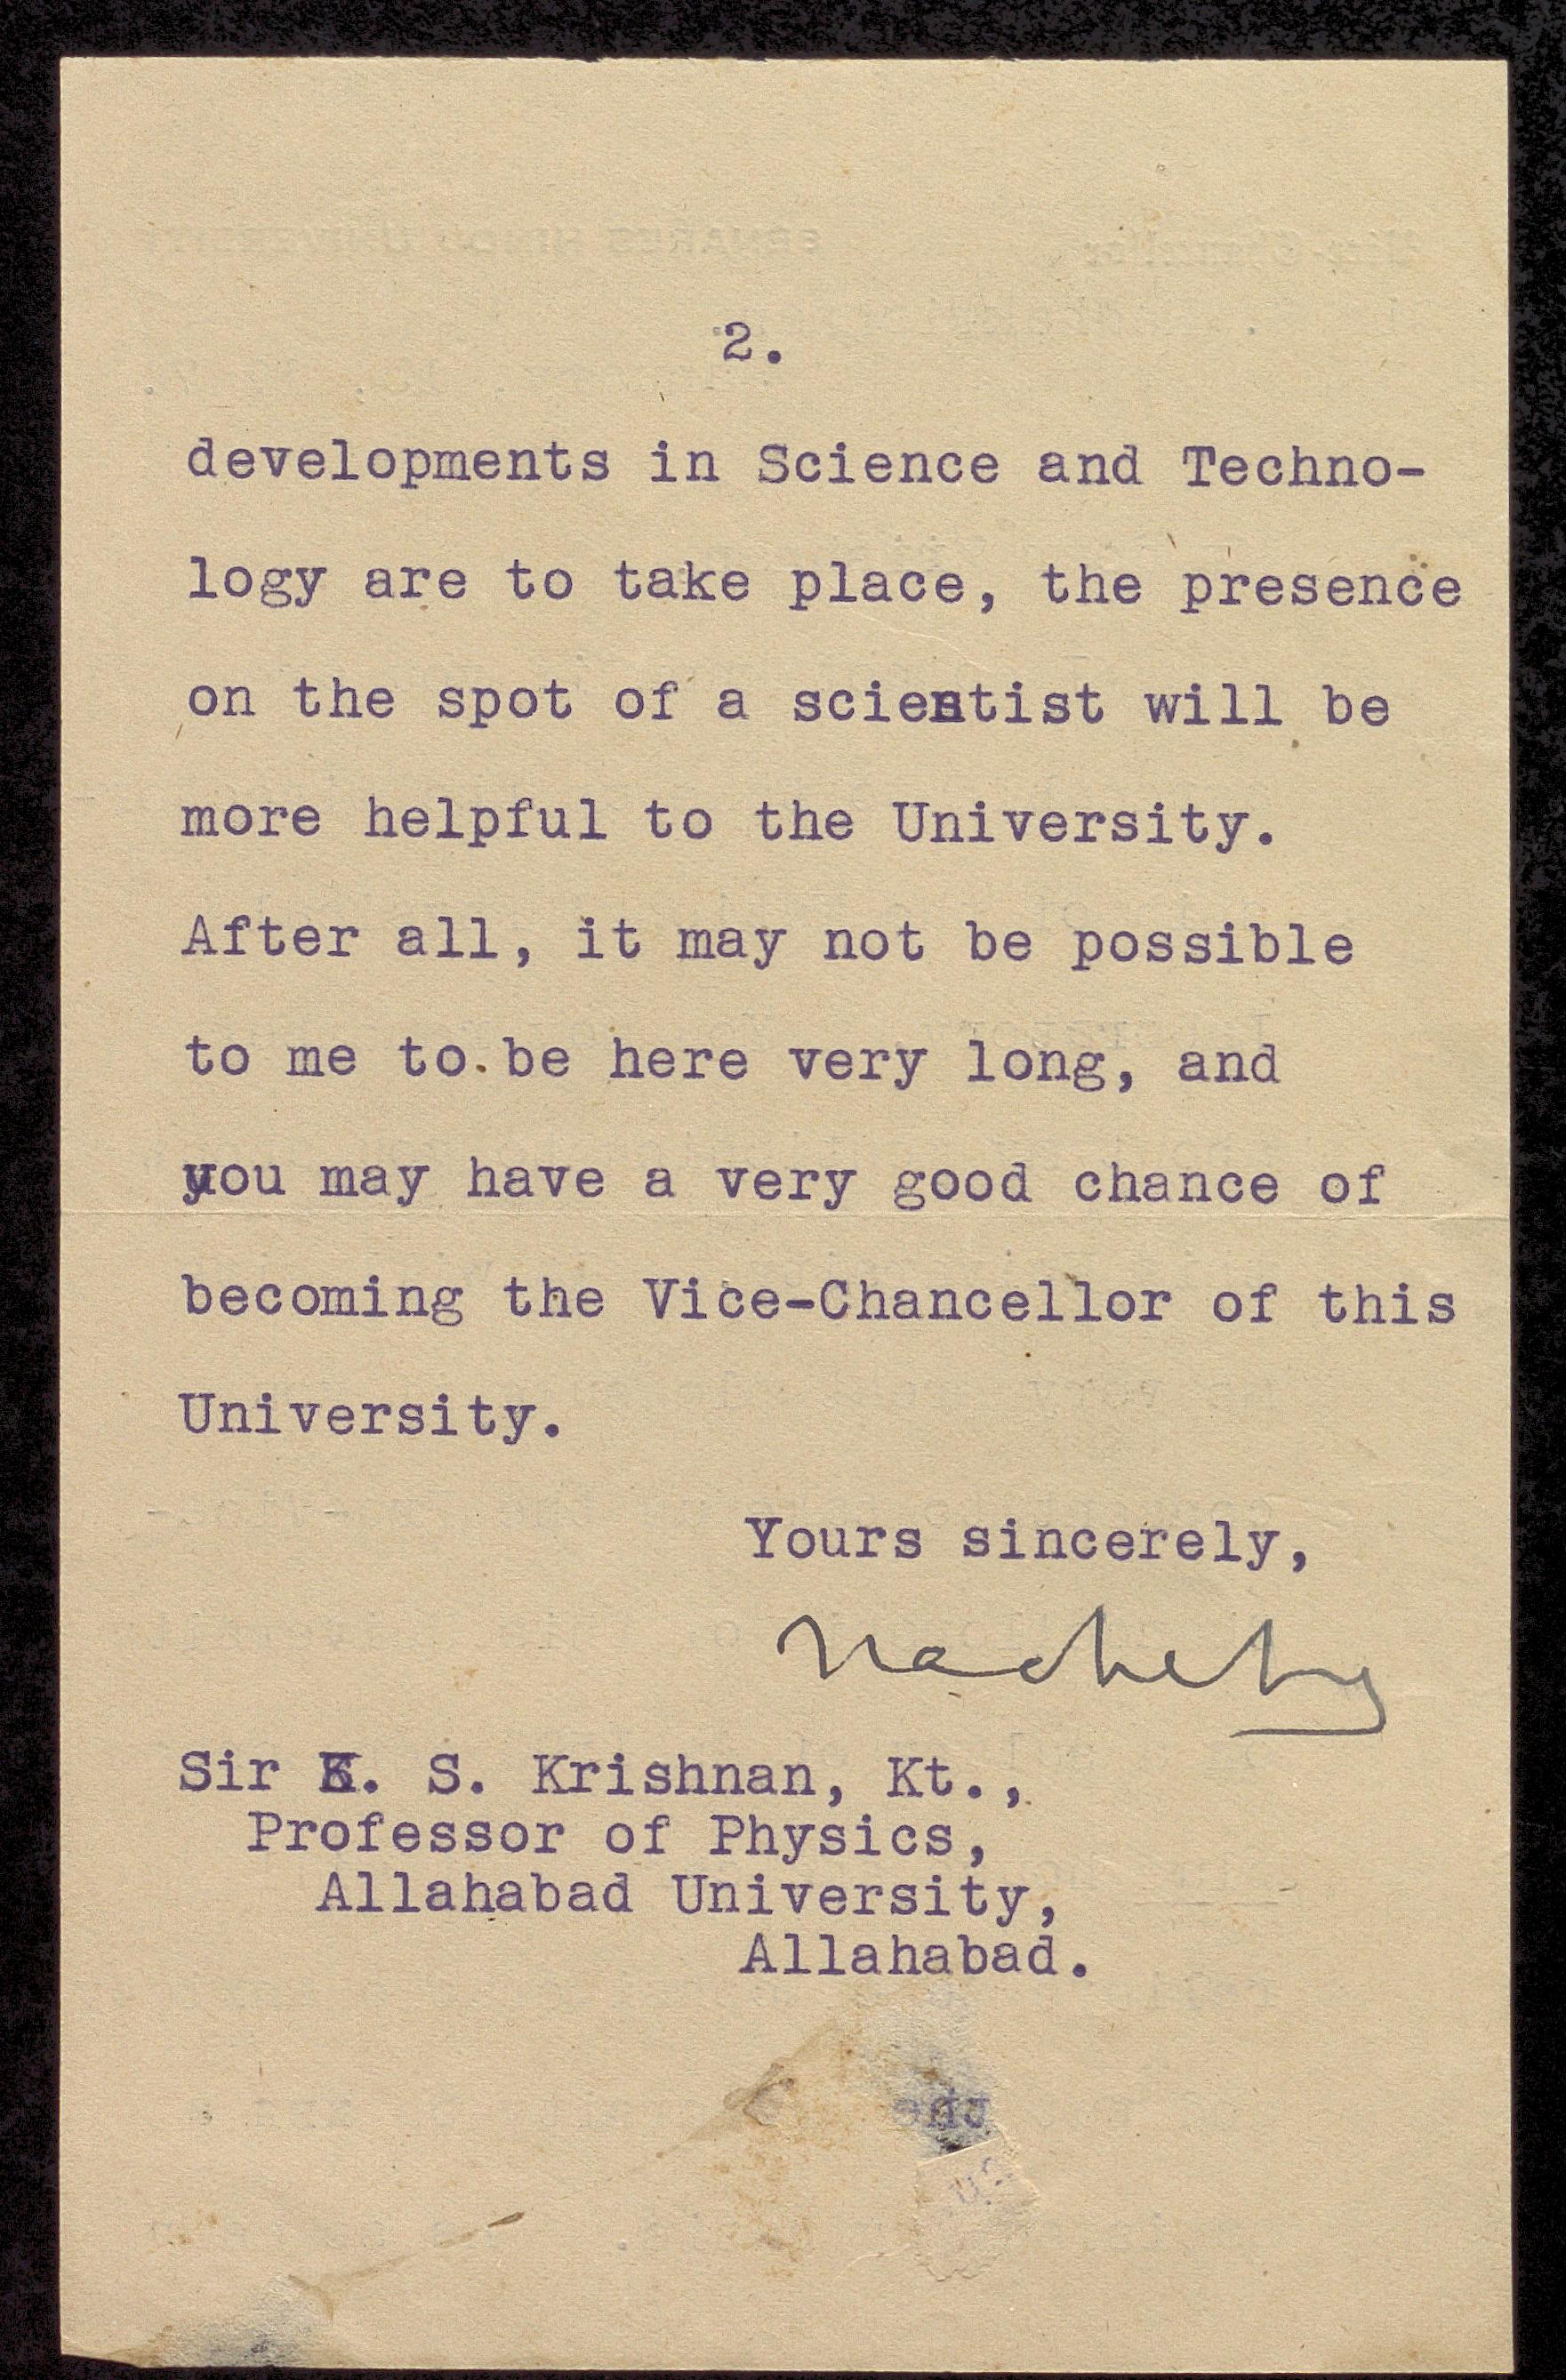 2.
developments in Science and Techno-
logy are to take place, the presence
on the spot of a scientist will be
more helpful to the University.
After all, it may not be possible
to me to be here very long, and
you may have a very good chance of
becoming the Vice-Chancellor of this
University.
Yours sincerely,
Sir K. S. Krishnan, Kt.,
Professor of Physics,
Allahabad University,
Allahabad.